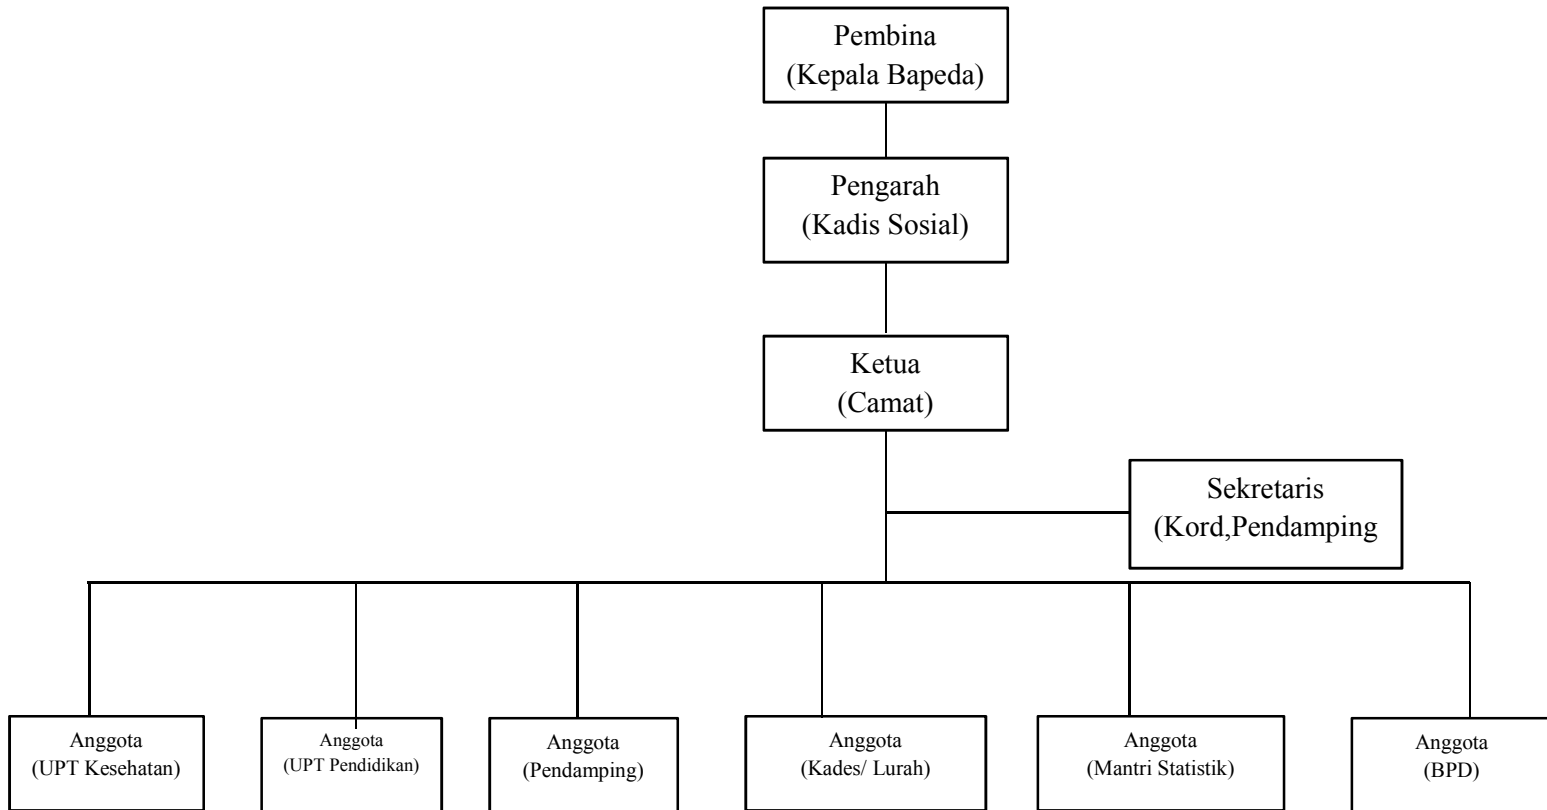 Pembina
(Kepala Bapeda)
Pengarah
(Kadis Sosial)
Ketua
(Camat)
Sekretaris
(Kord,Pendamping
Anggota
(UPT Kesehatan)
Anggota
(UPT Pendidikan)
Anggota
(Pendamping)
Anggota
(Kades/ Lurah)
Anggota
(Mantri Statistik)
Anggota
(BPD)